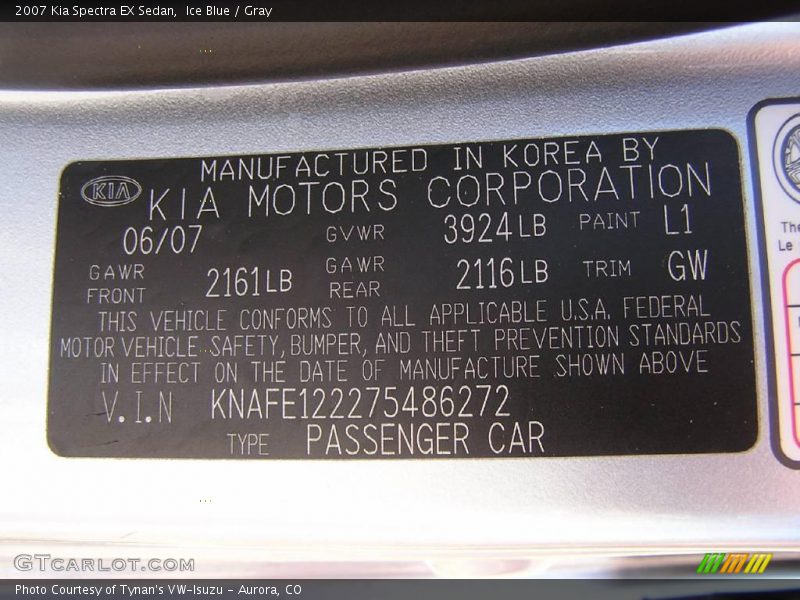 2007 Kia Spectra EX Sedan,  Ice Blue / Gray
MANUFACTURED IN KOREA BY
KIA KIA MOTORS CORPORATION
06/07 GVWR 3924LB PAINT L1
GAWR FRONT 2161LB GAWR REAR 2116LB TRIM GW
THIS VEHICLE CONFORMS TO ALL APPLICABLE U.S.A. FEDERAL
MOTOR VEHICLE SAFETY, BUMPER, AND THEFT PREVENTION STANDARDS
IN EFFECT ON THE DATE OF MANUFACTURE SHOWN ABOVE
V.I.N KNAFE122275486272
TYPE PASSENGER CAR
The
Le
GTCARLOT.COM
Photo Courtesy of Tynan's VW-Isuzu - Aurora, CO